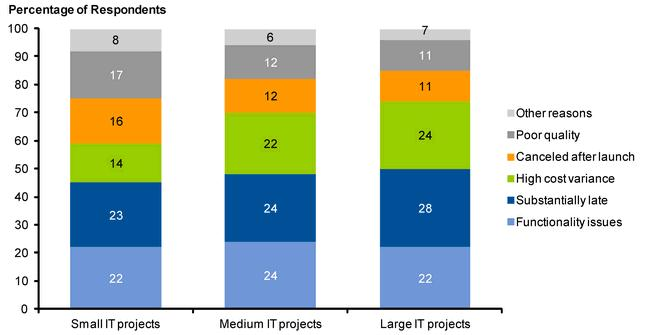 Percentage of Respondents
100
90
80
70
60
50
40
30
20
10
0
8
17
16
14
23
22
6
12
12
22
24
24
7
11
11
24
28
22
Small IT projects
Medium IT projects
Large IT projects
Other reasons
Poor quality
Canceled after launch
High cost variance
Substantially late
Functionality issues